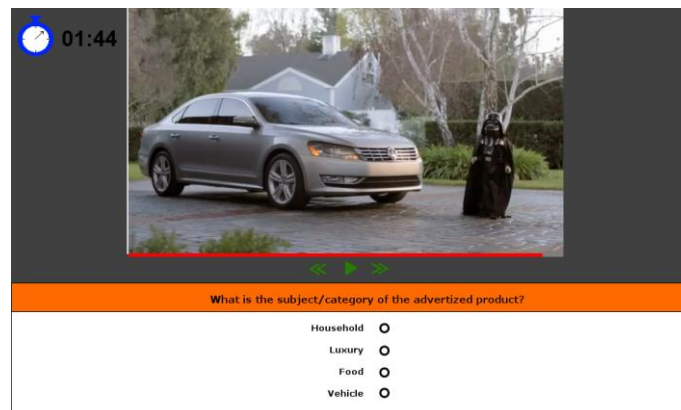 01:44
What is the subject/category of the advertized product?
Household
Luxury
Food
Vehicle